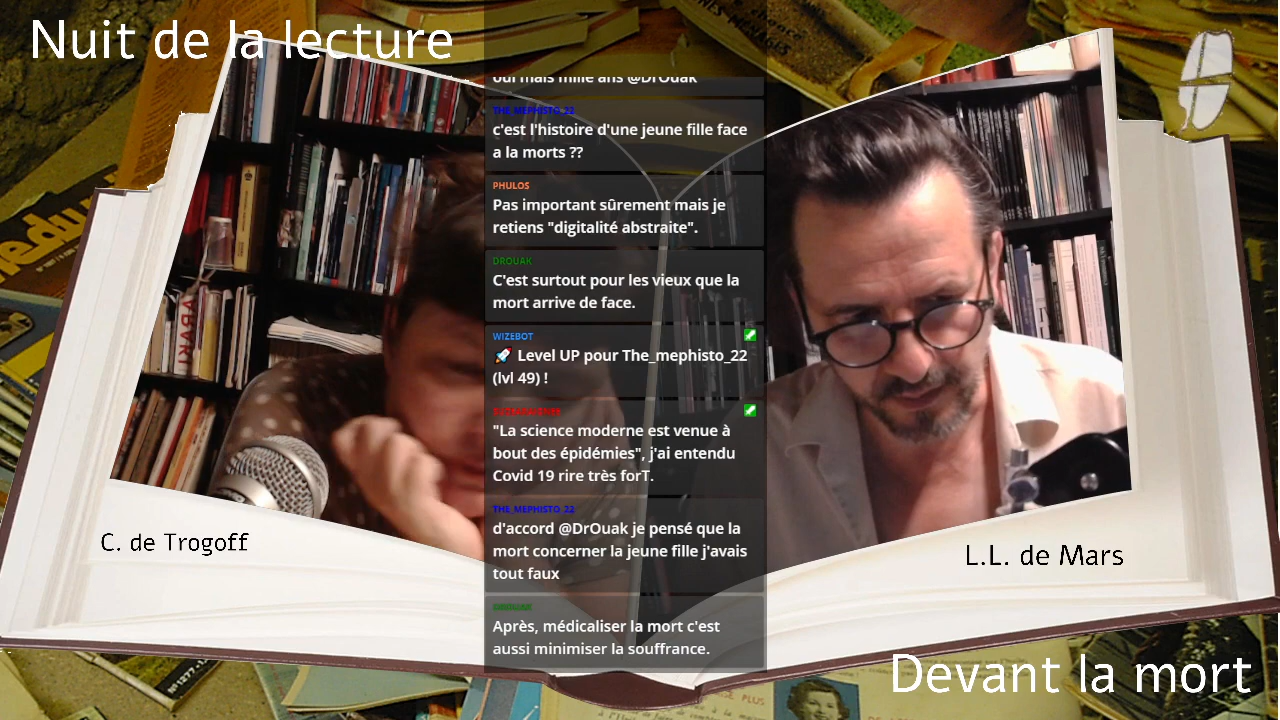 Nuit de la lecture
oui mais mille ans @DrOuak
THE_MEPHISTO_22
c'est l'histoire d'une jeune fille face
a la morts ??
PHULOS
Pas important sûrement mais je
retiens "digitalité abstraite".
DROUAK
C'est surtout pour les vieux que la
mort arrive de face.
WIZEBOT
🚀 Level UP pour The_mephisto_22
(lvl 49) !
"La science moderne est venue à
bout des épidémies", j'ai entendu
Covid 19 rire très forT.
THE_MEPHISTO_22
d'accord @DrOuak je pensé que la
mort concerner la jeune fille j'avais
tout faux
DROUAK
Après, médicaliser la mort c'est
aussi minimiser la souffrance.
ARAKI
C. de Trogoff
L.L. de Mars
Devant la mort
N°1277.C